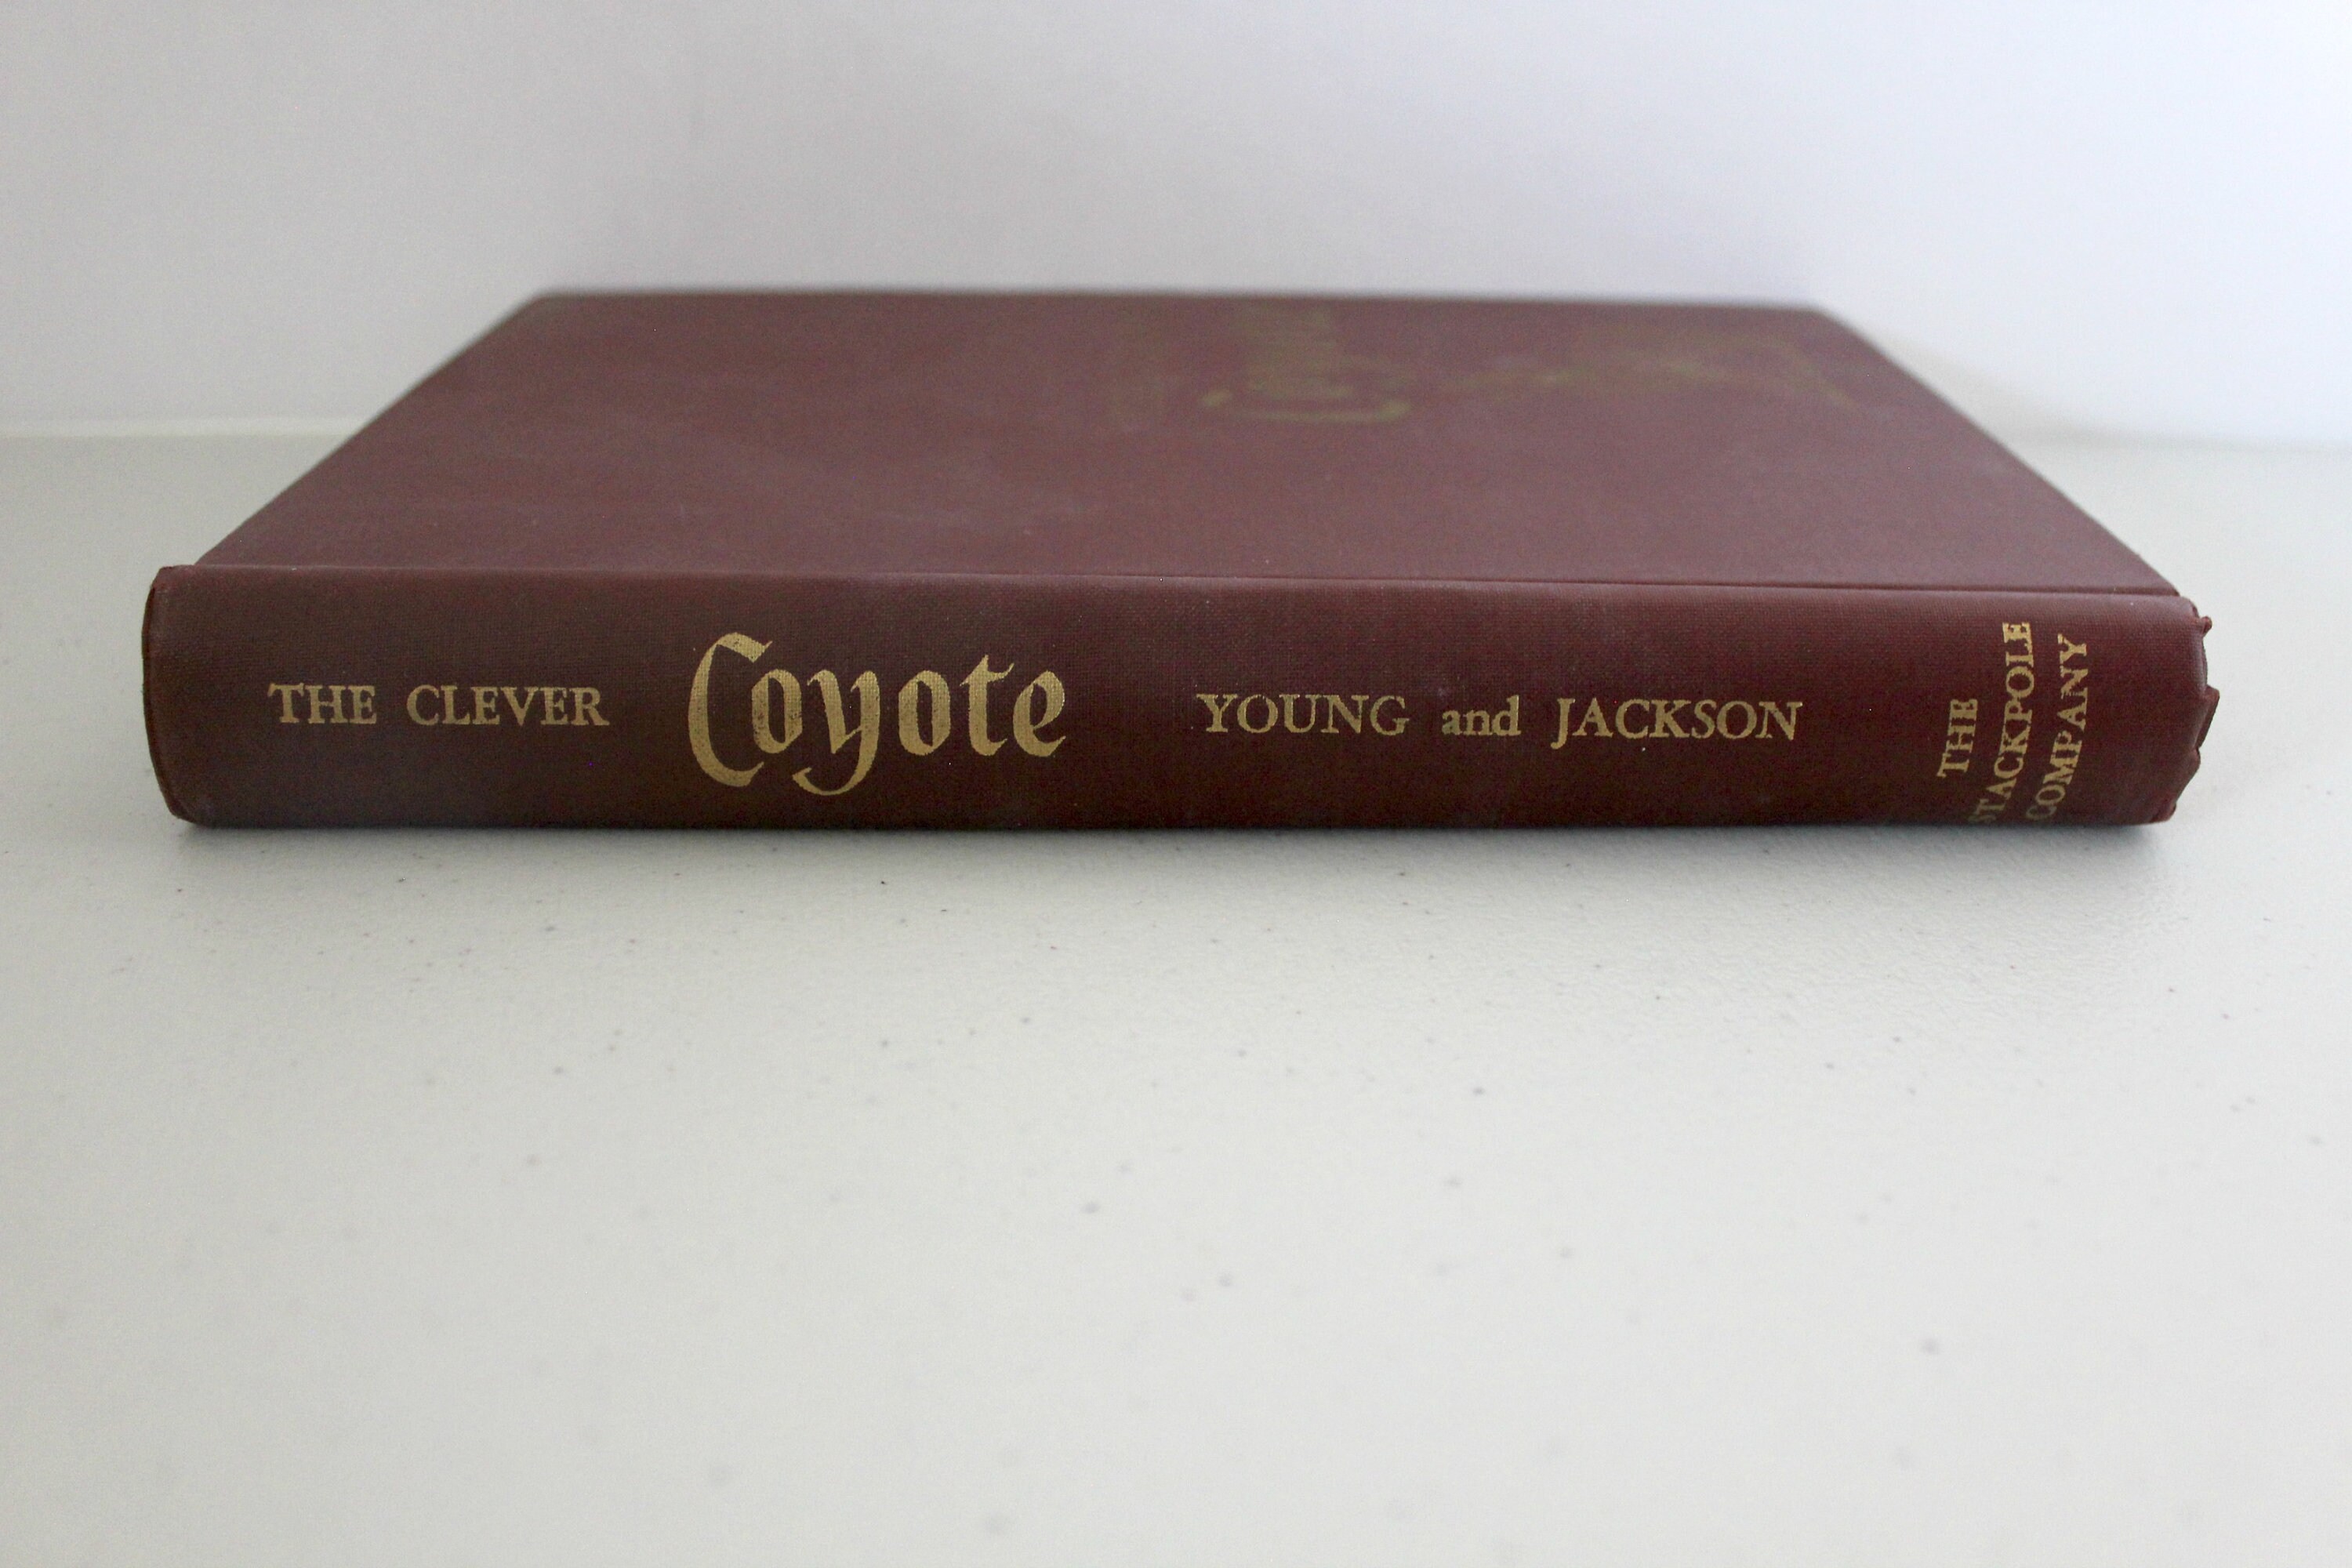 THE CLEVER Coyote YOUNG and JACKSON
THE
STACKPOLE
COMPANY